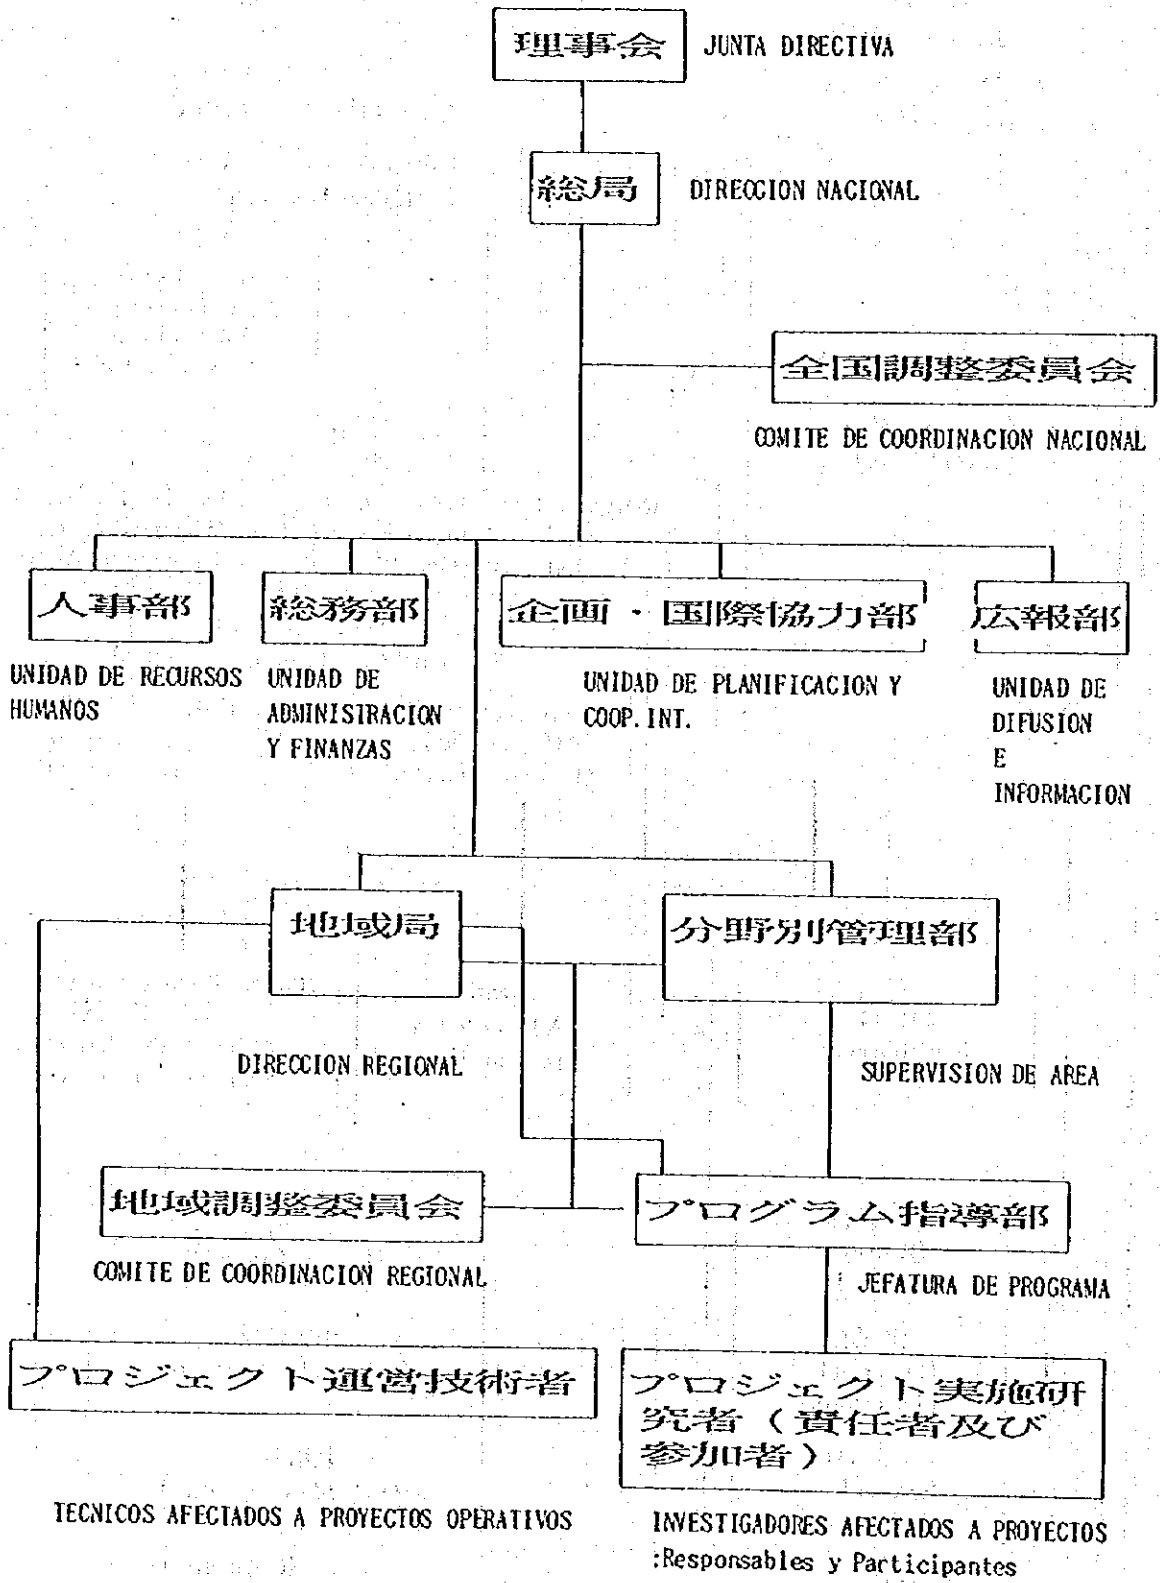 理事会 JUNTA DIRECTIVA
総局 DIRECCION NACIONAL
全国調整委員会
COMITE DE COORDINACION NACIONAL
人事部
UNIDAD DE RECURSOS
HUMANOS
総務部
UNIDAD DE
ADMINISTRACION
Y FINANZAS
企画・国際協力部
UNIDAD DE PLANIFICACION Y
COOP. INT.
広報部
UNIDAD DE
DIFUSION
E
INFORMACION
地域局
DIRECCION REGIONAL
分野別管理部
SUPERVISION DE AREA
地域調整委員会
COMITE DE COORDINACION REGIONAL
プログラム指導部
JEFATURA DE PROGRAMA
プロジェクト運営技術者
TECNICOS AFECTADOS A PROYECTOS OPERATIVOS
プロジェクト実施研
究者（責任者及び
参加者）
INVESTIGADORES AFECTADOS A PROYECTOS
:Responsables y Participantes